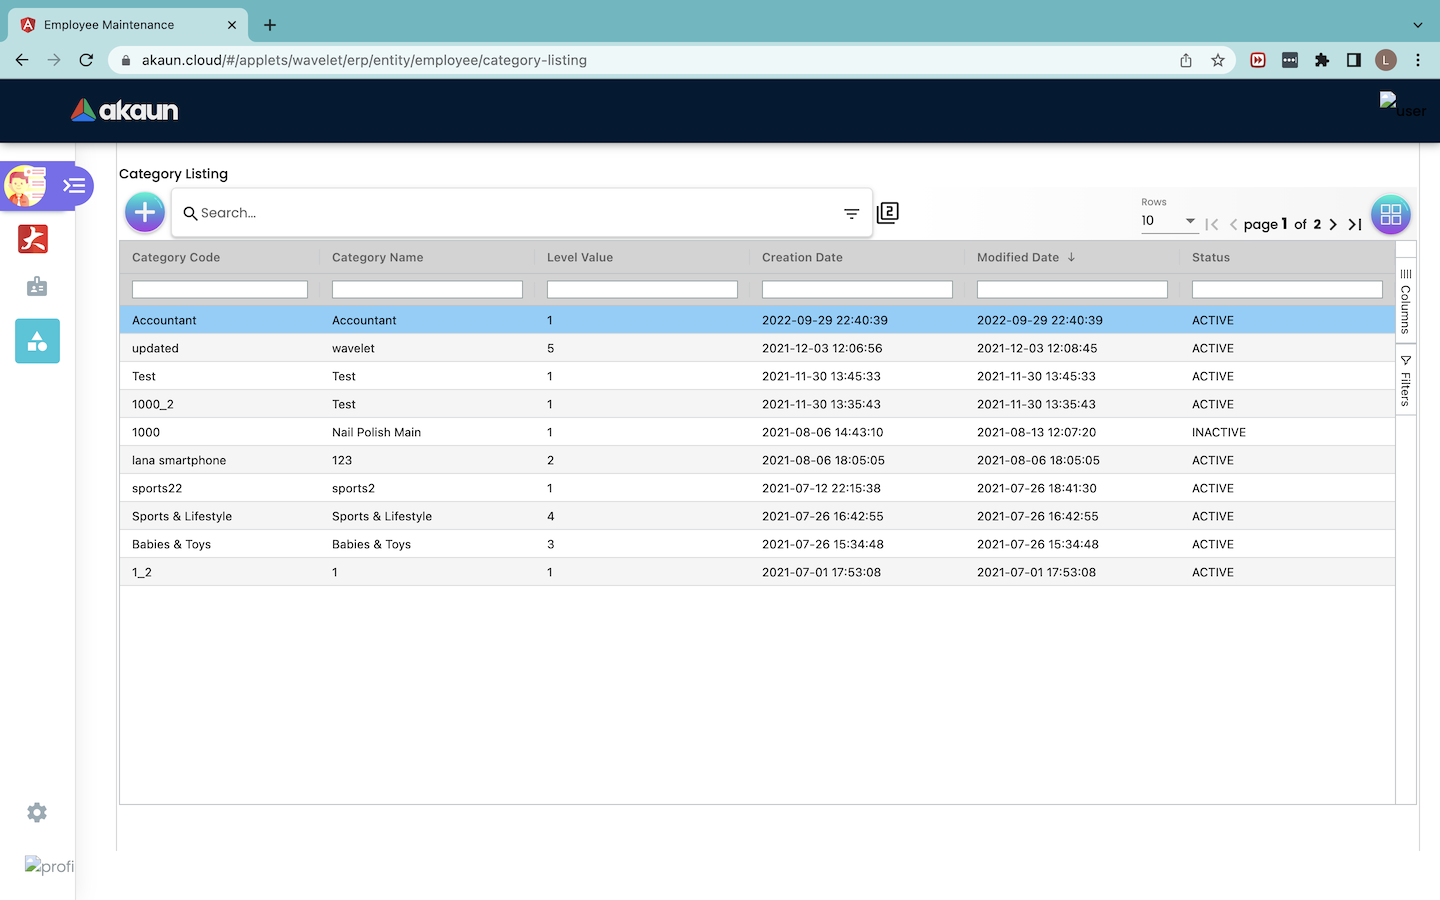 Employee Maintenance
akaun.cloud/#/applets/wavelet/erp/entity/employee/category-listing
L
akaun
user
Category Listing
Search...
2
Rows
10
page 1 of 2
Category Code Category Name Level Value Creation Date Modified Date Status
Accountant Accountant 1 2022-09-29 22:40:39 2022-09-29 22:40:39 ACTIVE
updated wavelet 5 2021-12-03 12:06:56 2021-12-03 12:08:45 ACTIVE
Test Test 1 2021-11-30 13:45:33 2021-11-30 13:45:33 ACTIVE
1000_2 Test 1 2021-11-30 13:35:43 2021-11-30 13:35:43 ACTIVE
1000 Nail Polish Main 1 2021-08-06 14:43:10 2021-08-13 12:07:20 INACTIVE
lana smartphone 123 2 2021-08-06 18:05:05 2021-08-06 18:05:05 ACTIVE
sports22 sports2 1 2021-07-12 22:15:38 2021-07-26 18:41:30 ACTIVE
Sports & Lifestyle Sports & Lifestyle 4 2021-07-26 16:42:55 2021-07-26 16:42:55 ACTIVE
Babies & Toys Babies & Toys 3 2021-07-26 15:34:48 2021-07-26 15:34:48 ACTIVE
1_2 1 1 2021-07-01 17:53:08 2021-07-01 17:53:08 ACTIVE
Columns
Filters
profi